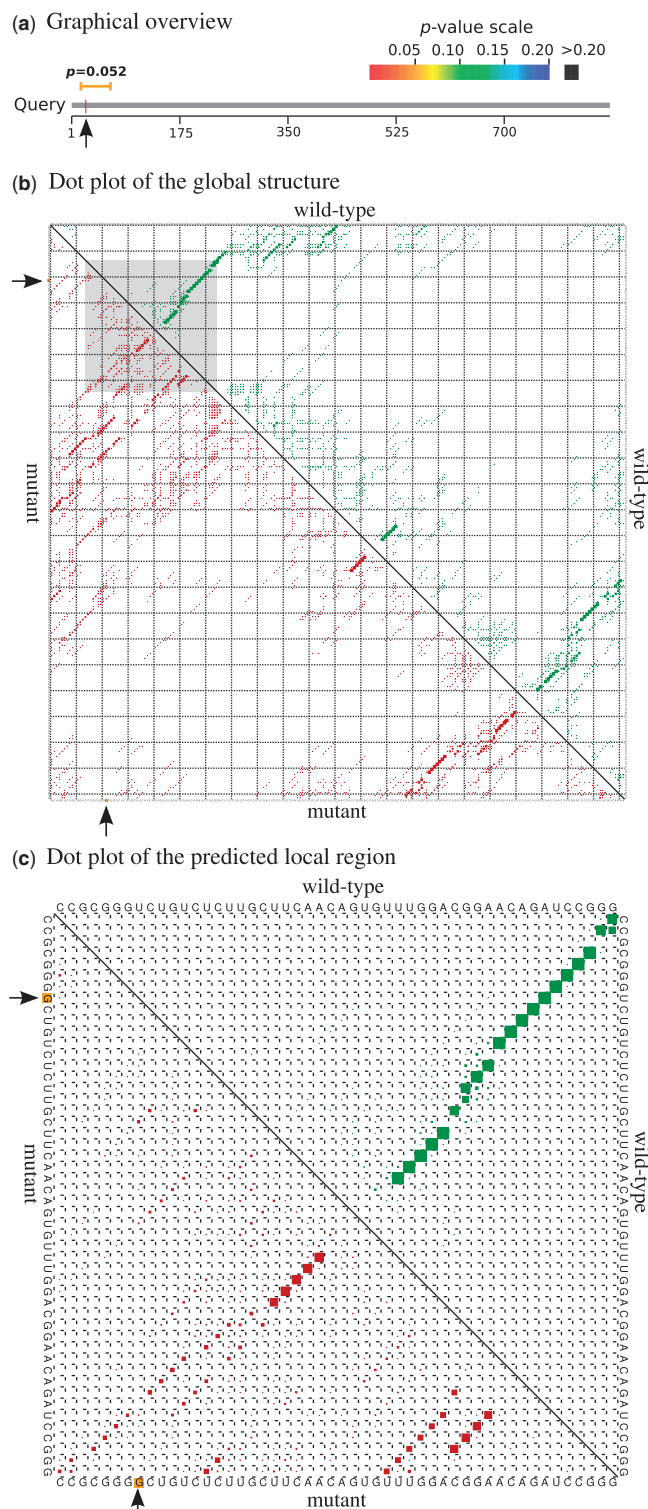 (a) Graphical overview
p-value scale
0.05 0.10 0.15 0.20 >0.20
p=0.052
Query
1 175 350 525 700
(b) Dot plot of the global structure
wild-type
mutant
wild-type
mutant
(c) Dot plot of the predicted local region
wild-type
CCGCGGGUCUGUCUCUUGCUUCAACAGUGUUUGGACGGAACAGAUCCGGG
CCGCGGGGCUGUCUCUUGCUUCAACAGUGUUUGGACGGAACAGAUCCGGG
mutant
wild-type
CCGCGGGUCUGUCUCUUGCUUCAACAGUGUUUGGACGGAACAGAUCCGGG
CCGCGGGGCUGUCUCUUGCUUCAACAGUGUUUGGACGGAACAGAUCCGGG
mutant